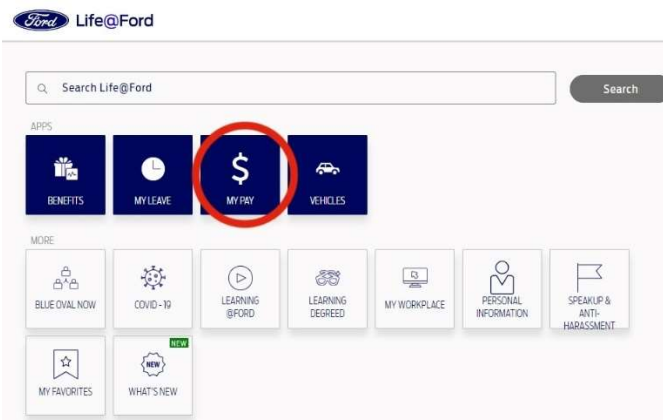 Ford Life@Ford
Search Life@Ford
Search
APPS
BENEFITS
MY LEAVE
$
MY PAY
VEHICLES
MORE
BLUE OVAL NOW
COVID-19
LEARNING
@FORD
LEARNING
DEGREED
MY WORKPLACE
PERSONAL
INFORMATION
SPEAKUP &
ANTI-
HARASSMENT
MY FAVORITES
NEW
NEW
WHAT'S NEW